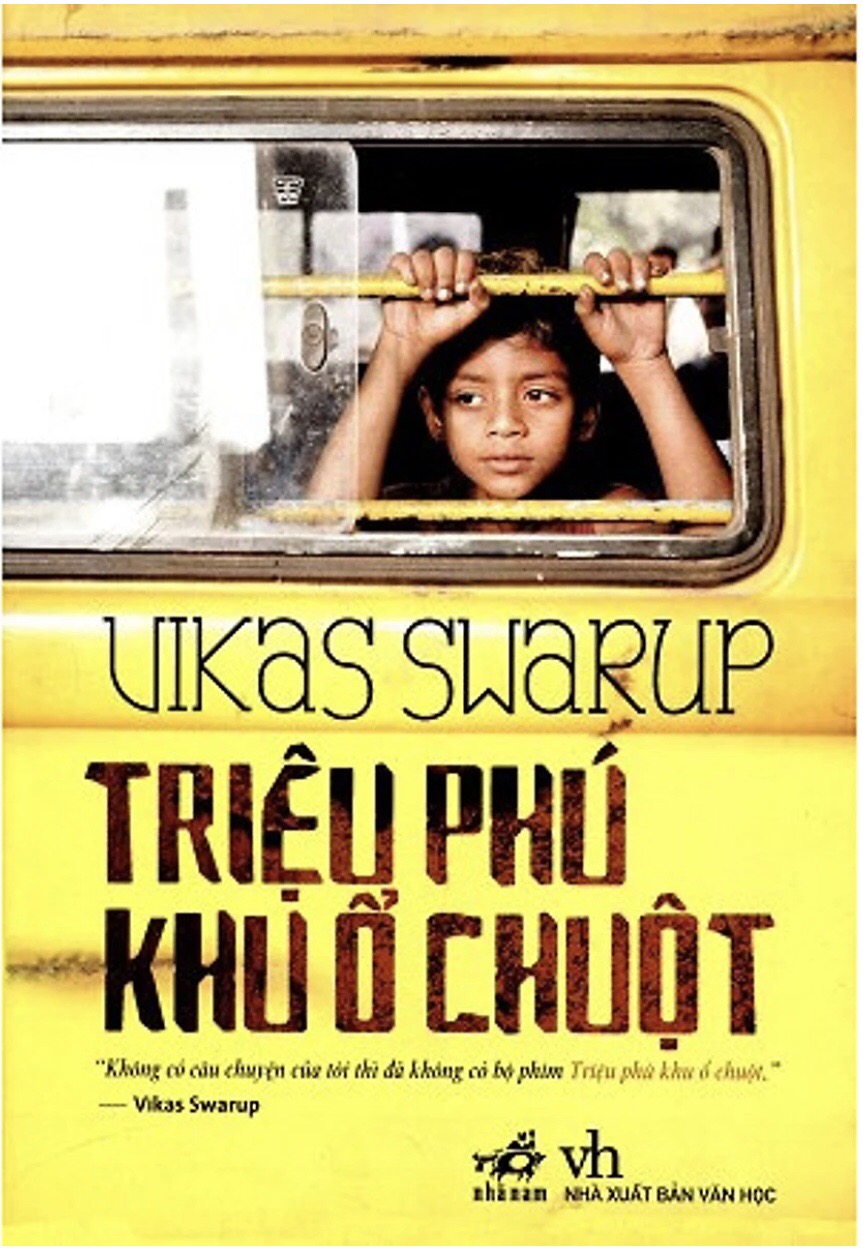 VIKAS SWARUP
TRIỆU PHÚ
KHU Ổ CHUỘT
"Không có câu chuyện của tôi thì đã không có bộ phim Triệu phú khu ổ chuột."
— Vikas Swarup
nhã nam
vh
NHÀ XUẤT BẢN VĂN HỌC